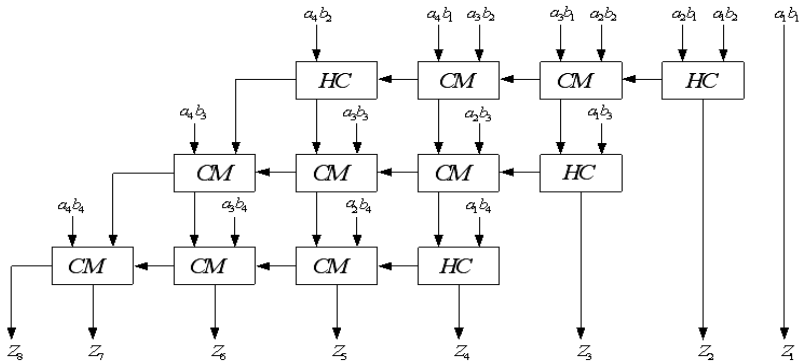 a₄b₂ a₄b₁ a₃b₂ a₃b₁ a₂b₂ a₂b₁ a₁b₂ a₁b₁
HC CM CM HC
a₄b₃ a₃b₃ a₂b₃ a₁b₃
CM CM CM HC
a₄b₄ a₃b₄ a₂b₄ a₁b₄
CM CM CM HC
Z₈ Z₇ Z₆ Z₅ Z₄ Z₃ Z₂ Z₁